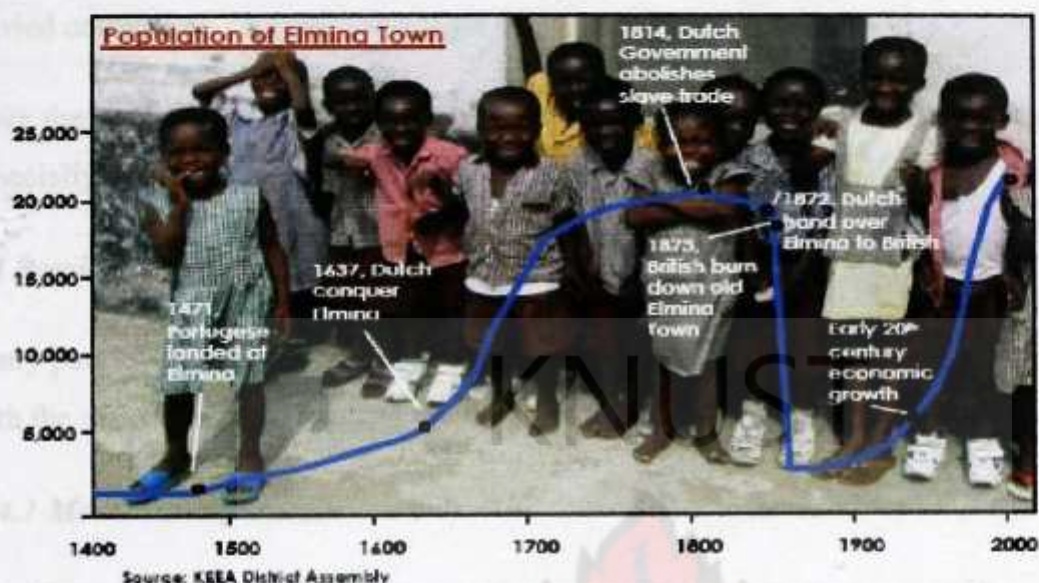 Population of Elming Town
1814, Dutch
Government
abolishes
slave trade
25,000
20,000
15,000
10,000
5,000
/1872, Dutch
hand over
Elmina to British
1873,
British burn
down old
Elmina
Town
1637, Dutch
conquer
Elmina
1471
Portugese
landed at
Elmina
Early 20th
century
economic
growth
KNUST
1400
1500
1600
1700
1800
1900
2000
Source: KEEA District Assembly